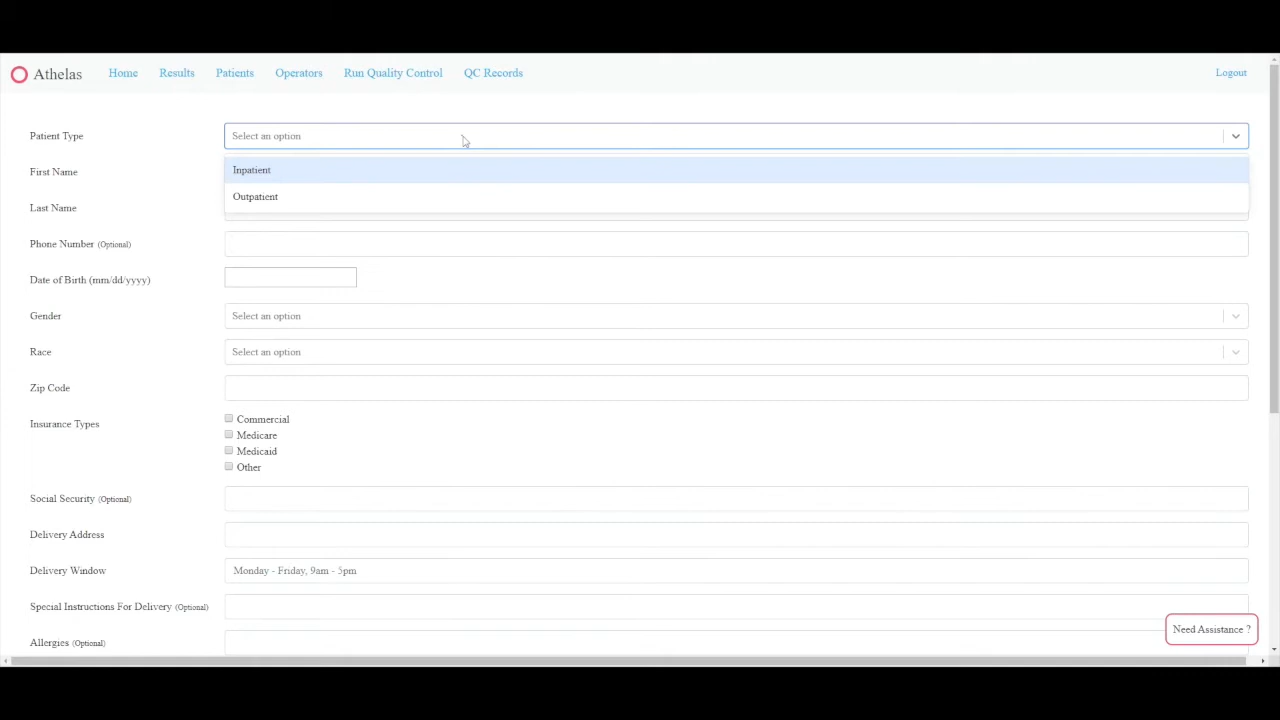 Athelas Home Results Patients Operators Run Quality Control QC Records Logout
Patient Type Select an option
First Name Inpatient
Outpatient
Last Name
Phone Number (Optional)
Date of Birth (mm/dd/yyyy)
Gender Select an option
Race Select an option
Zip Code
Insurance Types Commercial
Medicare
Medicaid
Other
Social Security (Optional)
Delivery Address
Delivery Window Monday - Friday, 9am - 5pm
Special Instructions For Delivery (Optional)
Need Assistance ?
Allergies (Optional)